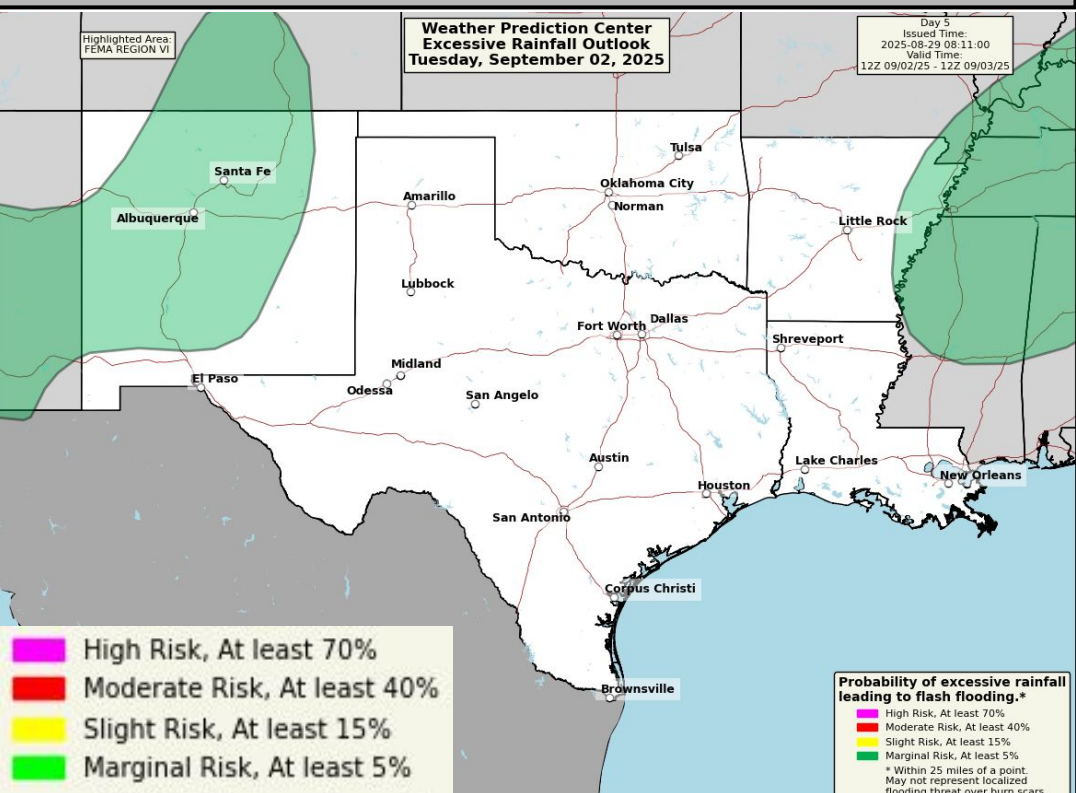 Highlighted Area:
FEMA REGION VI
Weather Prediction Center
Excessive Rainfall Outlook
Tuesday, September 02, 2025
Day 5
Issued Time:
2025-08-29 08:11:00
Valid Time:
12Z 09/02/25 - 12Z 09/03/25
Tulsa
Santa Fe
Oklahoma City
Amarillo
Norman
Albuquerque
Little Rock
Lubbock
Dallas
Fort Worth
Shreveport
Midland
El Paso
Odessa
San Angelo
Austin
Lake Charles
New Orleans
Houston
San Antonio
Corpus Christi
Brownsville
High Risk, At least 70%
Moderate Risk, At least 40%
Slight Risk, At least 15%
Marginal Risk, At least 5%
Probability of excessive rainfall
leading to flash flooding.*
High Risk, At least 70%
Moderate Risk, At least 40%
Slight Risk, At least 15%
Marginal Risk, At least 5%
* Within 25 miles of a point.
May not represent localized
flooding threat over burn scars